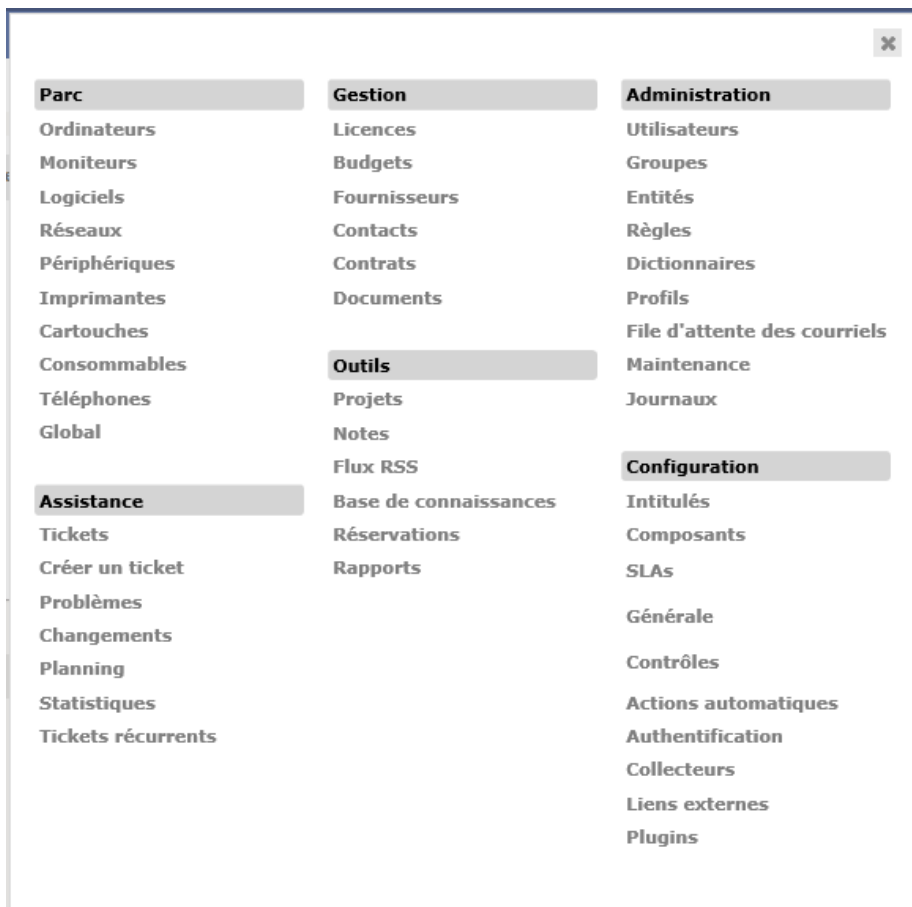 Parc
Ordinateurs
Moniteurs
Logiciels
Réseaux
Périphériques
Imprimantes
Cartouches
Consommables
Téléphones
Global
Assistance
Tickets
Créer un ticket
Problèmes
Changements
Planning
Statistiques
Tickets récurrents
Gestion
Licences
Budgets
Fournisseurs
Contacts
Contrats
Documents
Outils
Projets
Notes
Flux RSS
Base de connaissances
Réservations
Rapports
Administration
Utilisateurs
Groupes
Entités
Règles
Dictionnaires
Profils
File d'attente des courriels
Maintenance
Journaux
Configuration
Intitulés
Composants
SLAs
Générale
Contrôles
Actions automatiques
Authentification
Collecteurs
Liens externes
Plugins